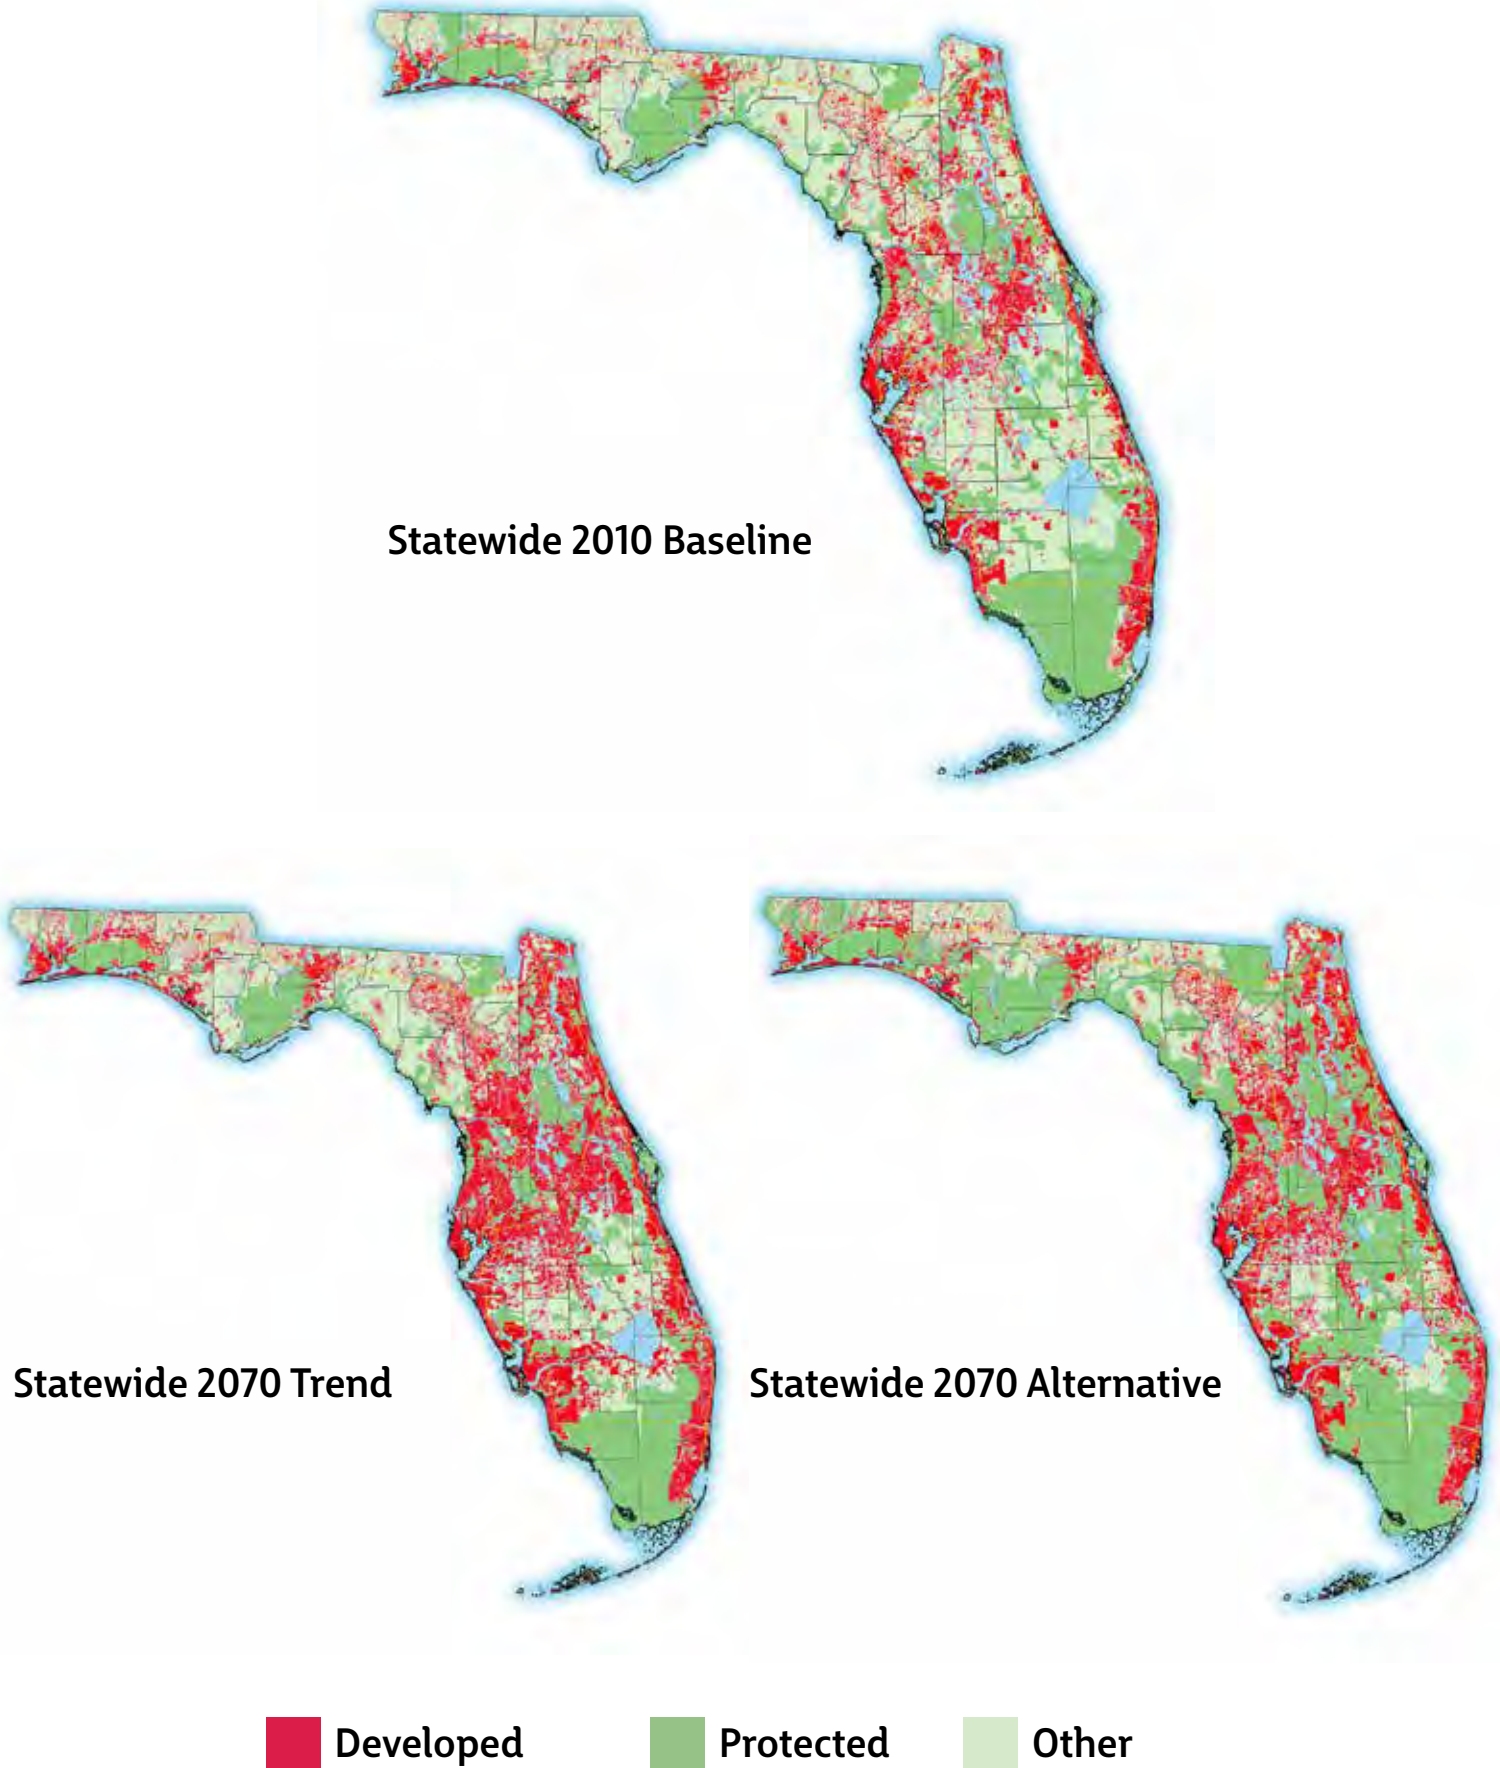 Statewide 2010 Baseline
Statewide 2070 Trend
Statewide 2070 Alternative
Developed
Protected
Other